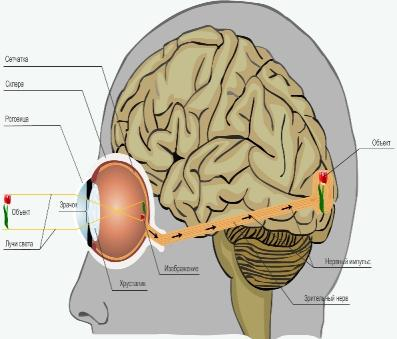 Сетчатка
Склера
Роговица
Объект
Зрачок
Объект
Лучи света
Нервный импульс
Изображение
Хрусталик
Зрительный нерв